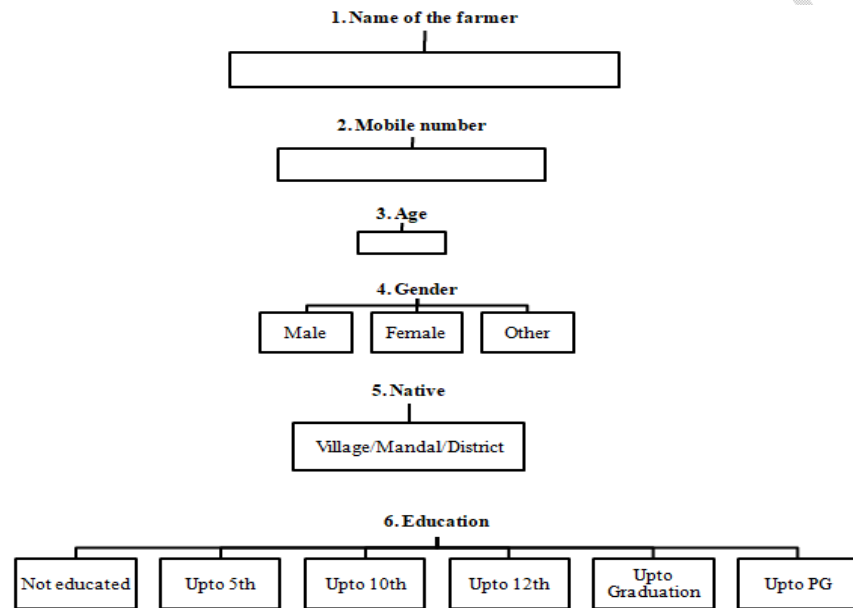 1. Name of the farmer
2. Mobile number
3. Age
4. Gender
Male Female Other
5. Native
Village/Mandal/District
6. Education
Not educated Upto 5th Upto 10th Upto 12th Upto Graduation Upto PG